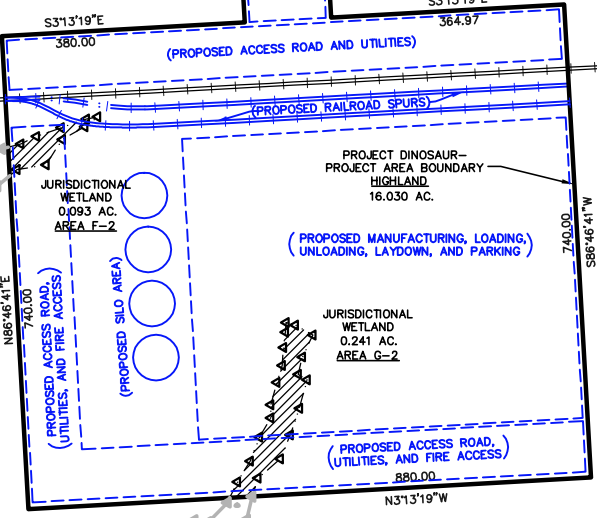 S3°13'19"E
380.00
364.97
(PROPOSED ACCESS ROAD AND UTILITIES)
(PROPOSED RAILROAD SPURS)
PROJECT DINOSAUR-
PROJECT AREA BOUNDARY
HIGHLAND
16.030 AC.
JURISDICTIONAL
WETLAND
0.093 AC.
AREA F-2
(PROPOSED MANUFACTURING, LOADING,
UNLOADING, LAYDOWN, AND PARKING)
740.00
S86°46'41"W
N86°46'41"E
740.00
(PROPOSED ACCESS ROAD,
UTILITIES, AND FIRE ACCESS)
(PROPOSED SILO AREA)
JURISDICTIONAL
WETLAND
0.241 AC.
AREA G-2
(PROPOSED ACCESS ROAD,
UTILITIES, AND FIRE ACCESS)
880.00
N3°13'19"W